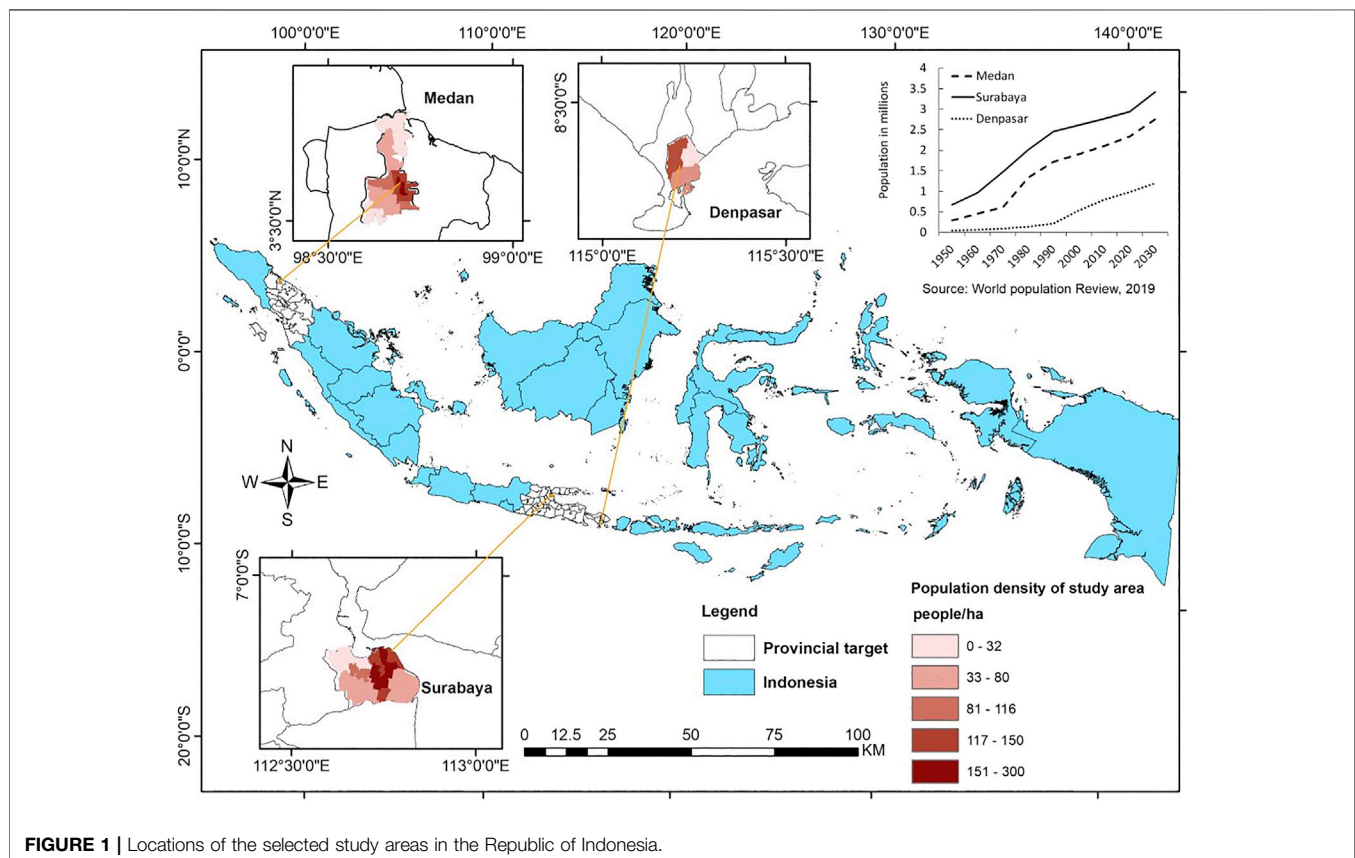 100°0'0"E 110°0'0"E 120°0'0"E 130°0'0"E 140°0'0"E
10°0'0"N
0°0'0"
10°0'0"S
20°0'0"S
Medan
3°30'0"N
98°30'0"E 99°0'0"E
8°30'0"S
Denpasar
115°0'0"E 115°30'0"E
Population in millions
4
3.5
3
2.5
2
1.5
1
0.5
0
Medan
Surabaya
Denpasar
1950 1960 1970 1980 1990 2000 2010 2020 2030
Source: World population Review, 2019
N
W E
S
7°0'0"S
Surabaya
112°30'0"E 113°0'0"E
Legend
Provincial target
Indonesia
0 12.5 25 50 75 100
KM
Population density of study area
people/ha
0 - 32
33 - 80
81 - 116
117 - 150
151 - 300
FIGURE 1 | Locations of the selected study areas in the Republic of Indonesia.